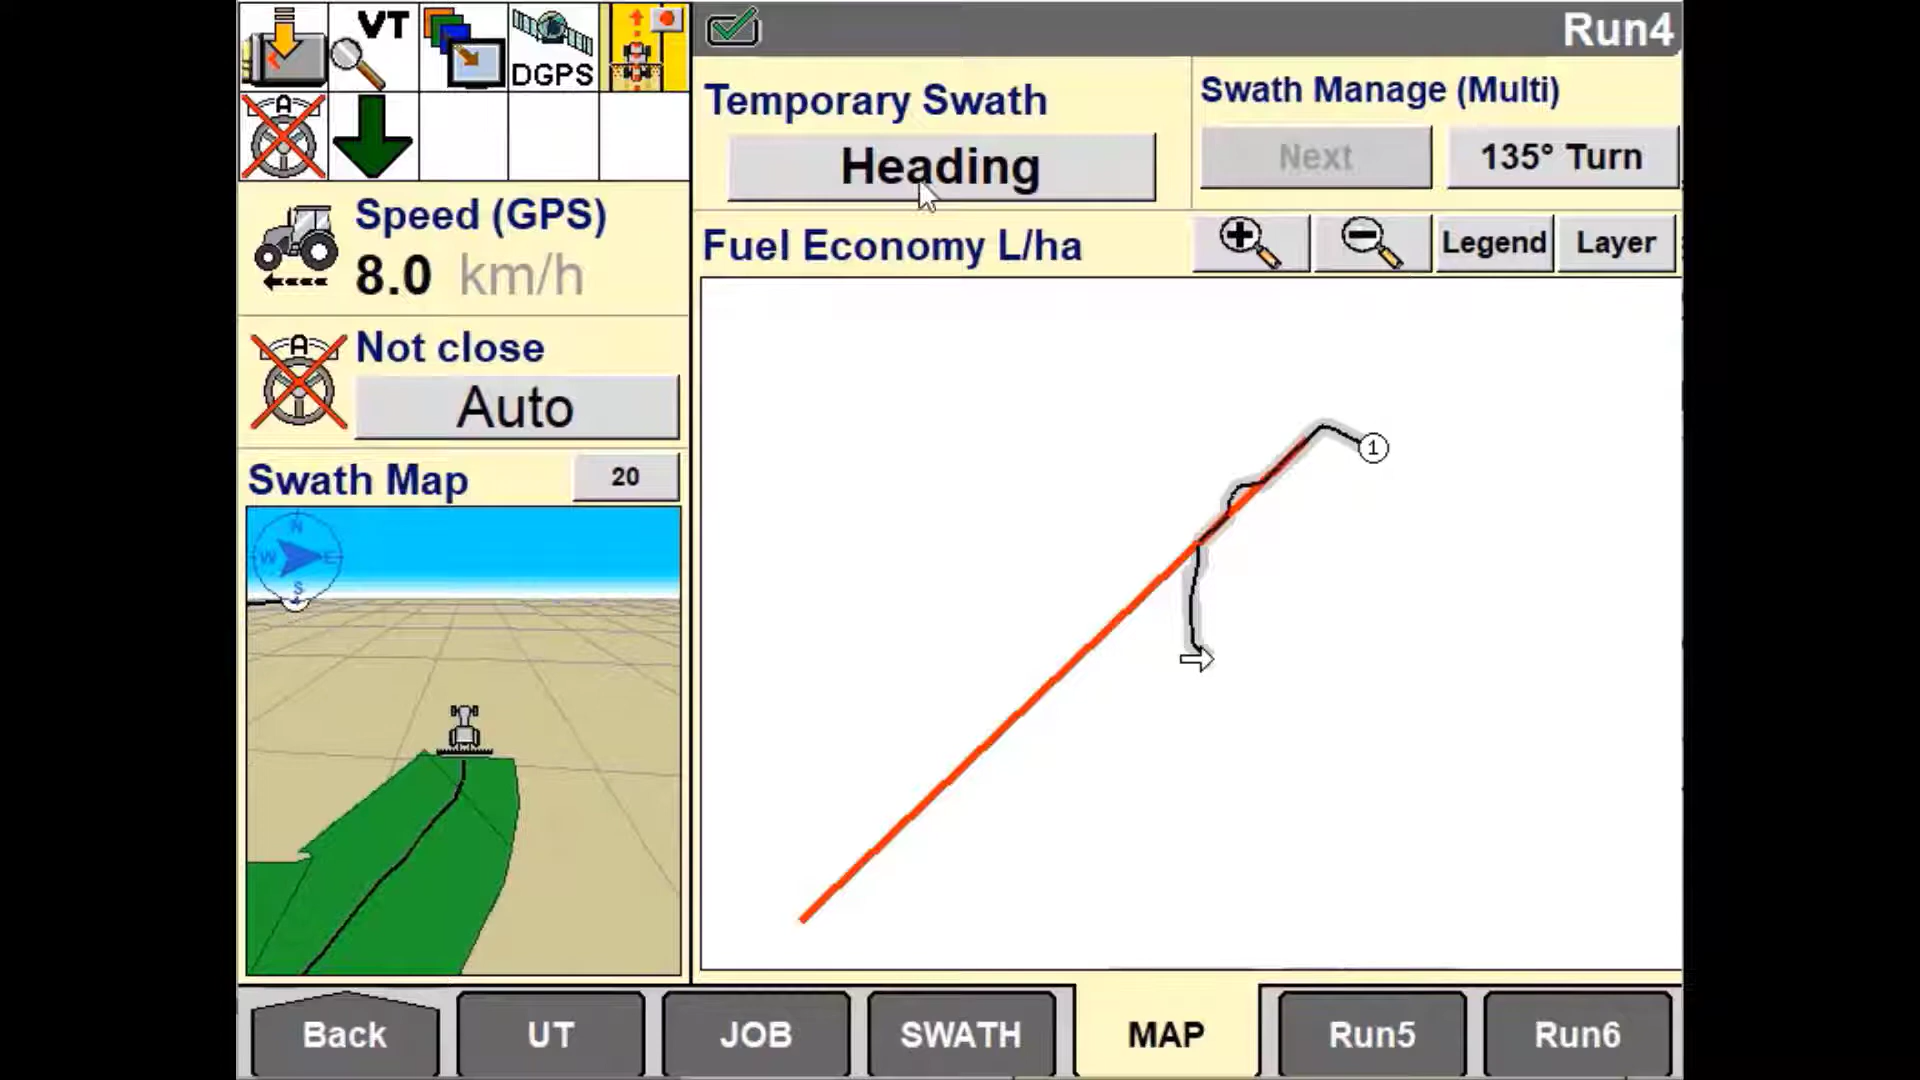 VT
DGPS
A
Run4
Temporary Swath
Heading
Swath Manage (Multi)
Next
135° Turn
Speed (GPS)
8.0 km/h
Fuel Economy L/ha
Legend
Layer
A
Not close
Auto
Swath Map
20
N
W
E
S
1
Back
UT
JOB
SWATH
MAP
Run5
Run6